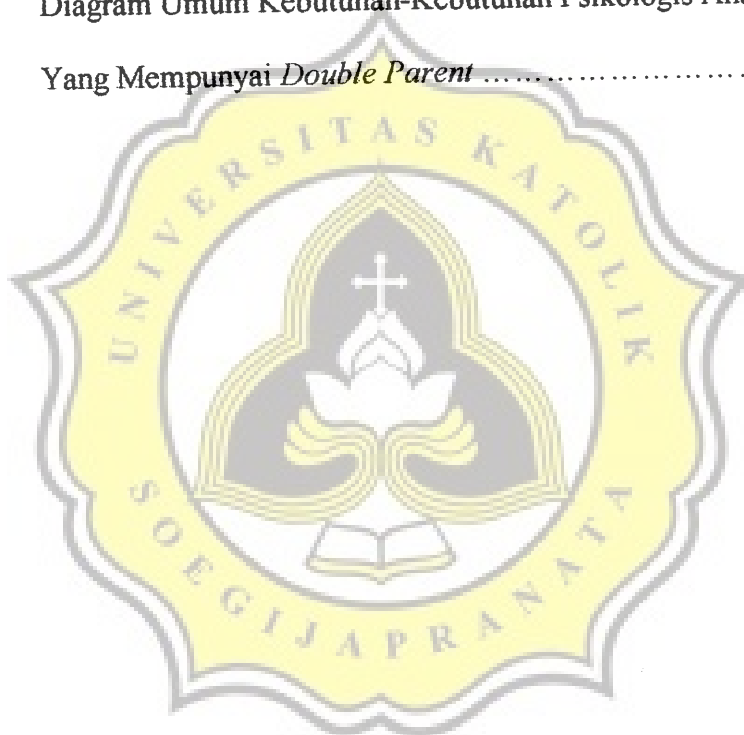 Diagram Umum Kebutuhan-Kebutuhan Psikologis
Yang Mempunyai Double Parent ……………………
UNIVERSITAS KATOLIK
SOEGIJAPRANATA